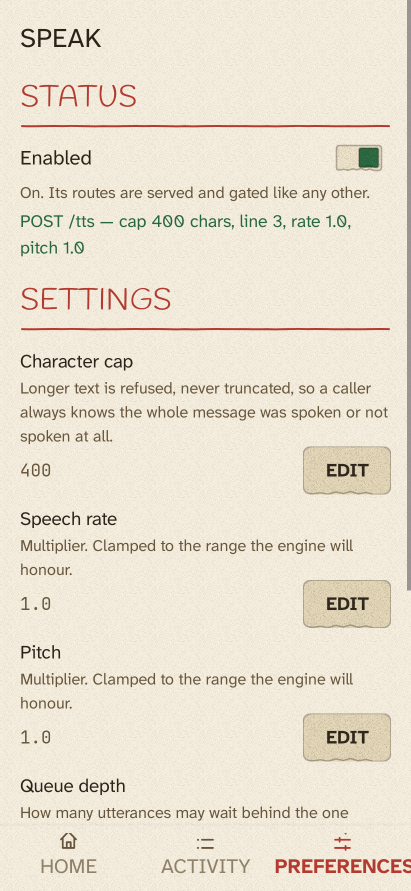 SPEAK
STATUS
Enabled
On. Its routes are served and gated like any other.
POST /tts — cap 400 chars, line 3, rate 1.0,
pitch 1.0
SETTINGS
Character cap
Longer text is refused, never truncated, so a caller
always knows the whole message was spoken or not
spoken at all.
400
EDIT
Speech rate
Multiplier. Clamped to the range the engine will
honour.
1.0
EDIT
Pitch
Multiplier. Clamped to the range the engine will
honour.
1.0
EDIT
Queue depth
How many utterances may wait behind the one
HOME
ACTIVITY
PREFERENCES